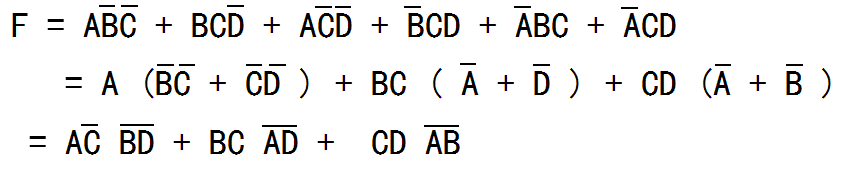 F = AB̅C̅ + BCD̅ + AC̅D̅ + B̅CD + A̅BC + A̅CD
= A (B̅C̅ + C̅D̅ ) + BC ( A̅ + D̅ ) + CD (A̅ + B̅ )
= AC̅ B̅D̅ + BC A̅D̅ + CD A̅B̅